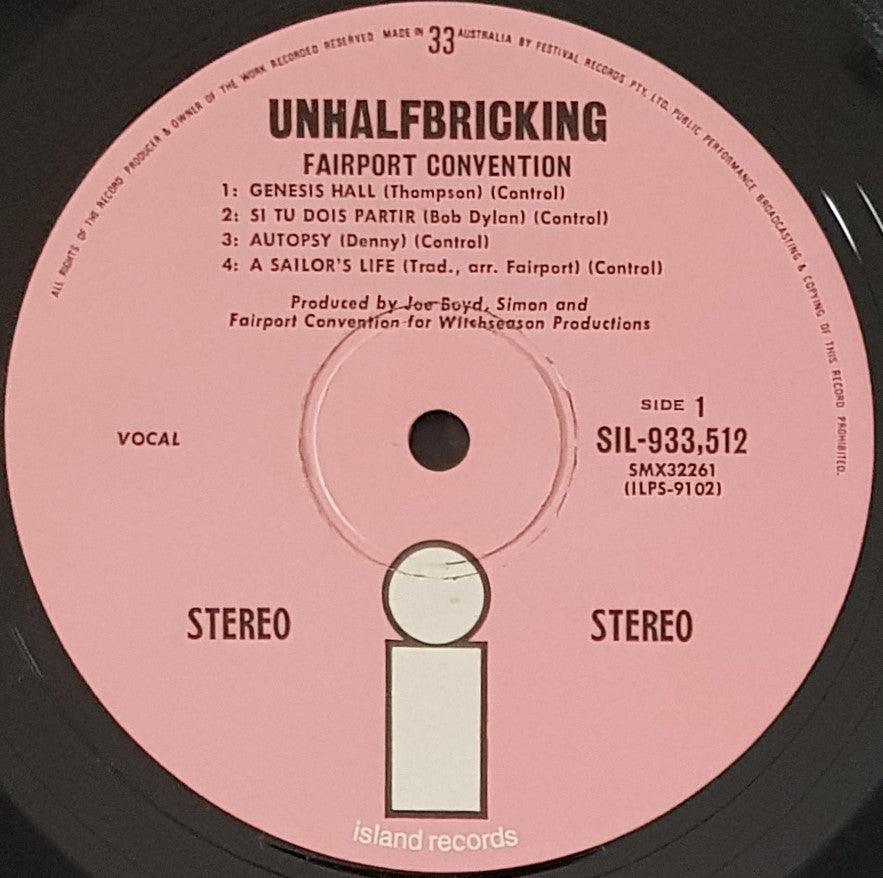 ALL RIGHTS OF THE RECORD PRODUCER & OWNER OF THE WORK RECORDED RESERVED MADE IN 33 AUSTRALIA BY FESTIVAL RECORDS PTY. LTD. PUBLIC PERFORMANCE BROADCASTING & COPYING OF THIS RECORD PROHIBITED.
UNHALFBRICKING
FAIRPORT CONVENTION
1: GENESIS HALL (Thompson) (Control)
2: SI TU DOIS PARTIR (Bob Dylan) (Control)
3: AUTOPSY (Denny) (Control)
4: A SAILOR'S LIFE (Trad., arr. Fairport) (Control)
Produced by Joe Boyd, Simon and
Fairport Convention for Witchseason Productions
VOCAL
SIDE 1
SIL-933,512
SMX32261
(ILPS-9102)
STEREO
STEREO
island records